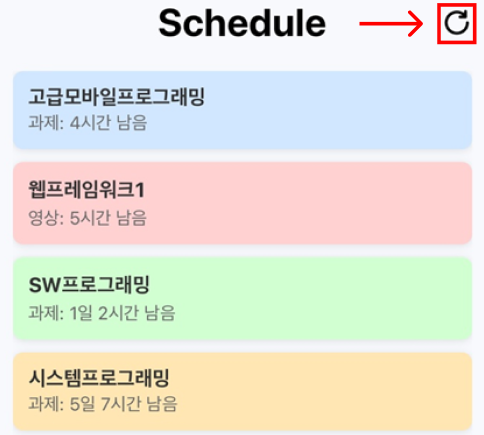 Schedule
고급모바일프로그래밍
과제: 4시간 남음
웹프레임워크1
영상: 5시간 남음
SW프로그래밍
과제: 1일 2시간 남음
시스템프로그래밍
과제: 5일 7시간 남음